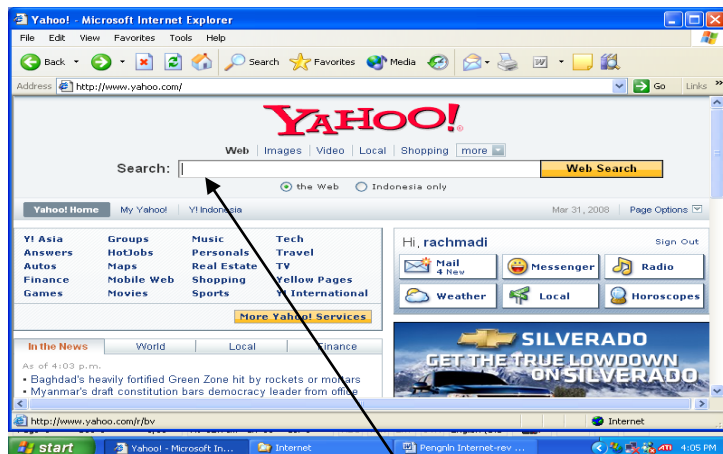 Yahoo! - Microsoft Internet Explorer
File Edit View Favorites Tools Help
Back Search Favorites Media
Address http://www.yahoo.com/ Go Links »
YAHOO!
Web | Images | Video | Local | Shopping more
Search: Web Search
the Web Indonesia only
Yahoo! Home My Yahoo! Y! Indonesia Mar 31, 2008 Page Options
Y! Asia Groups Music Tech
Answers HotJobs Personals Travel
Autos Maps Real Estate TV
Finance Mobile Web Shopping Yellow Pages
Games Movies Sports Y! International
More Yahoo! Services
Hi, rachmadi Sign Out
Mail
4 New
Messenger Radio
Weather Local Horoscopes
In the News World Local Finance
As of 4:03 p.m.
• Baghdad's heavily fortified Green Zone hit by rockets or mortars
• Myanmar's draft constitution bars democracy leader from office
SILVERADO
GET THE TRUE LOWDOWN
ON SILVERADO
http://www.yahoo.com/r/bv Internet
start Yahoo! - Microsoft In... Internet Pengnln Internet-rev ... ATI 4:05 PM